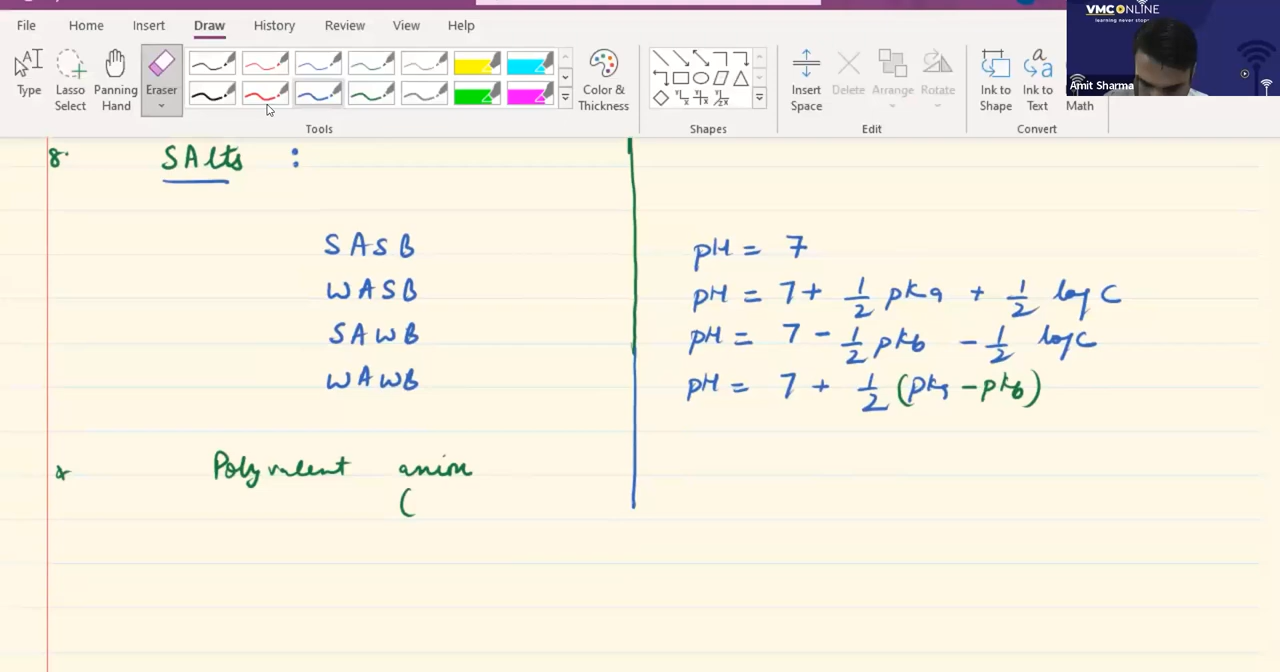 File Home Insert Draw History Review View Help
VMC ONLINE
learning never stops
Type
Lasso Select
Panning Hand
Eraser
Color & Thickness
Insert Space
Delete
Arrange
Rotate
Ink to Shape
Ink to Text
Math
Amit Sharma
Tools Shapes Edit Convert
8. SAlts :
SASB pH = 7
WASB pH = 7 + 1/2 pka + 1/2 log C
SAWB pH = 7 - 1/2 pkb - 1/2 log C
WAWB pH = 7 + 1/2 (pka - pkb)
* Polyvalent anion
(